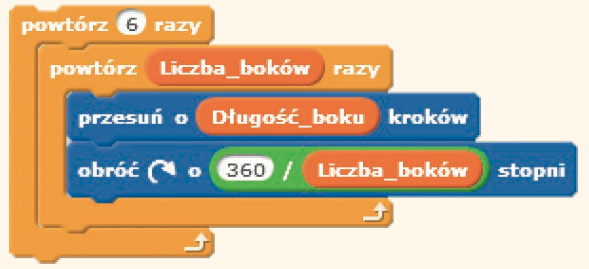 powtórz 6 razy
powtórz Liczba_boków razy
przesuń o Długość_boku kroków
obróć ↻ o 360 / Liczba_boków stopni